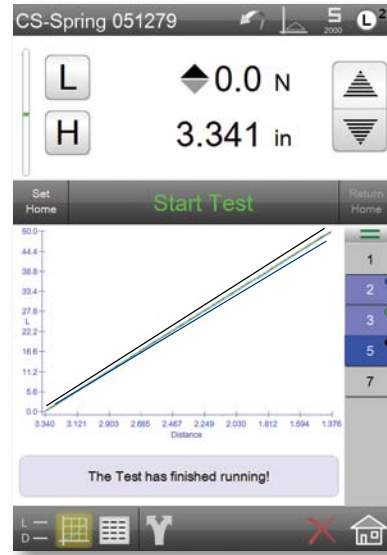 CS-Spring 051279
5
2000
L 2
L
0.0 N
H
3.341 in
Set Home
Start Test
Return Home
50.0
44.4
38.8
33.4
27.8
L
22.2
16.6
11.2
5.6
0.0
3.340 3.121 2.903 2.685 2.467 2.249 2.030 1.812 1.594 1.376
Distance
1
2
3
5
7
The Test has finished running!
L
D